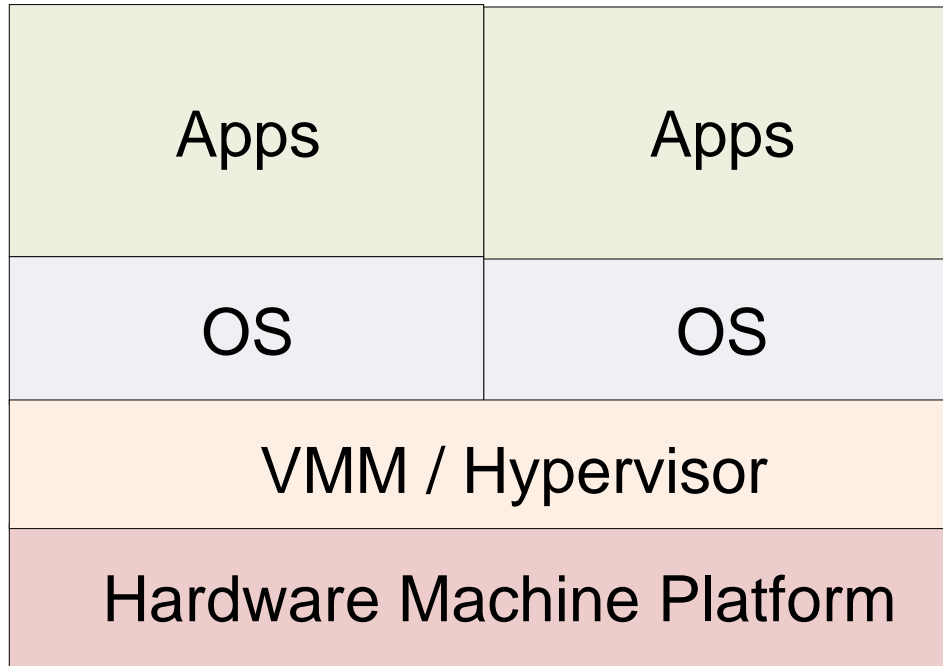 Apps Apps
OS OS
VMM / Hypervisor
Hardware Machine Platform